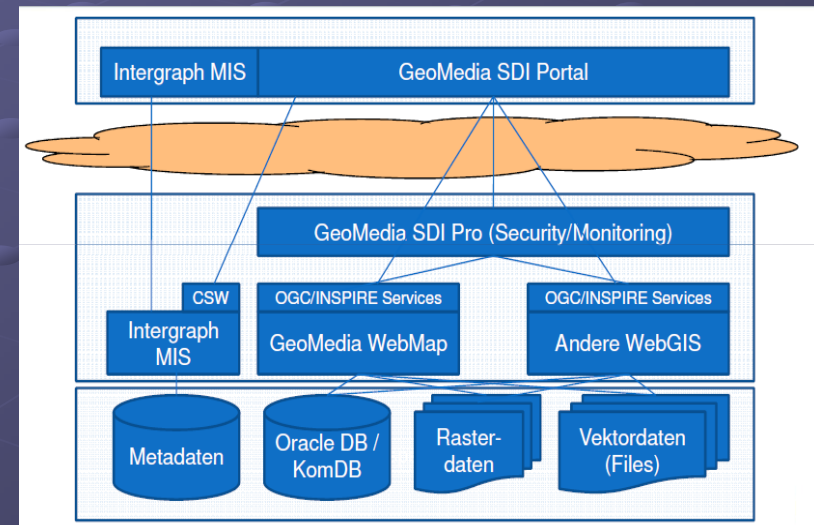 Intergraph MIS
GeoMedia SDI Portal
GeoMedia SDI Pro (Security/Monitoring)
CSW
Intergraph
MIS
OGC/INSPIRE Services
GeoMedia WebMap
OGC/INSPIRE Services
Andere WebGIS
Metadaten
Oracle DB /
KomDB
Raster-
daten
Vektordaten
(Files)